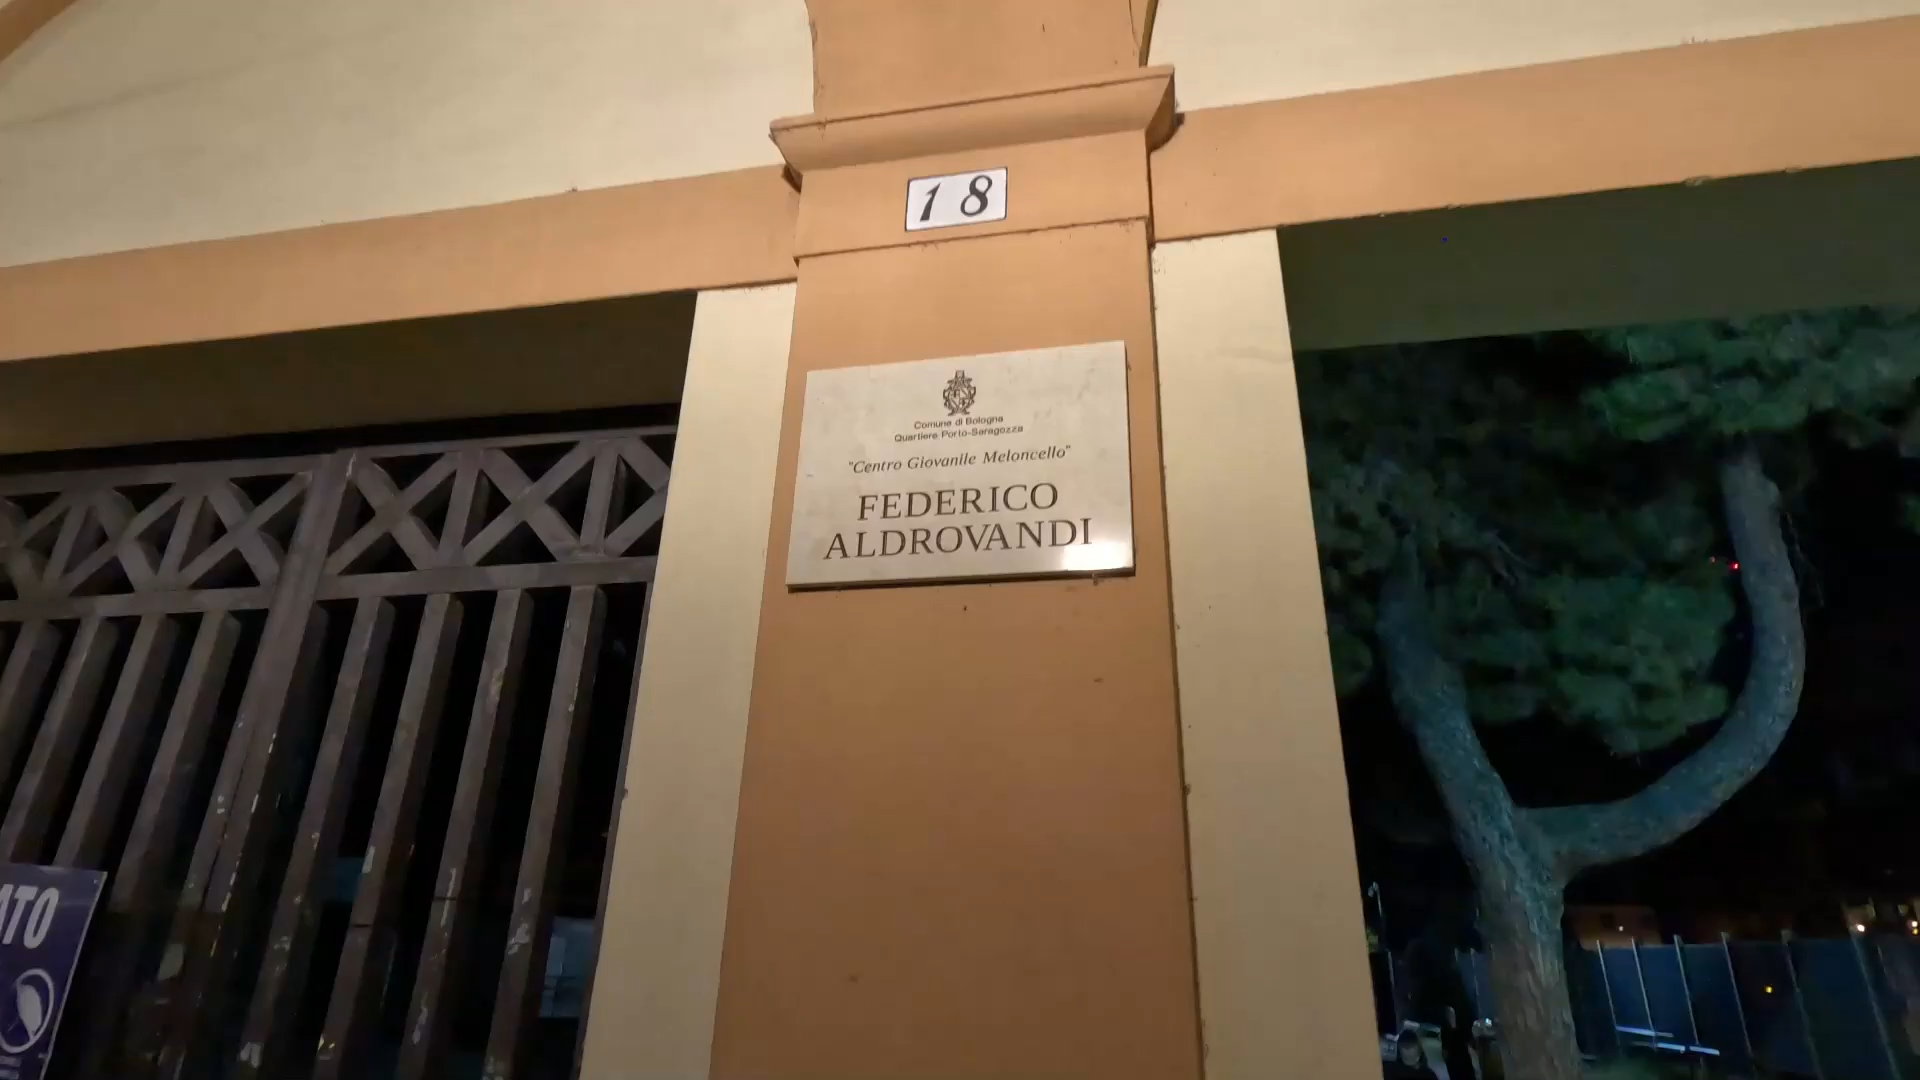 18
Comune di Bologna
Quartiere Porto-Saragozza
"Centro Giovanile Meloncello"
FEDERICO
ALDROVANDI
ATO